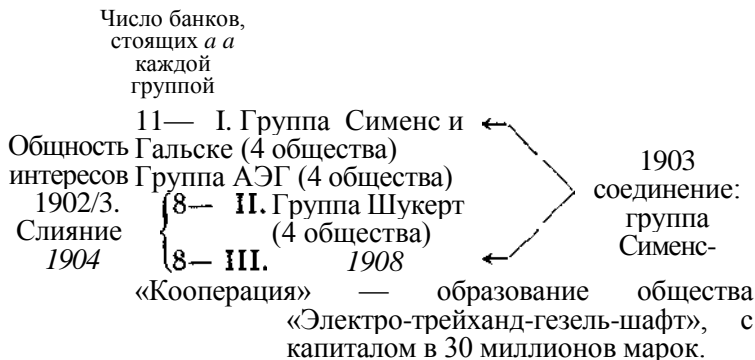 Число банков,
стоящих а а
каждой
группой
11— I. Группа Сименс и
Гальске (4 общества)
Общность
интересов
1902/3.
Слияние
1904
Группа АЭГ (4 общества)
8— II. Группа Шукерт
(4 общества)
8— III. 1908
1903
соединение:
группа
Сименс-
«Кооперация» — образование общества
«Электро-трейханд-гезель-шафт», с
капиталом в 30 миллионов марок.